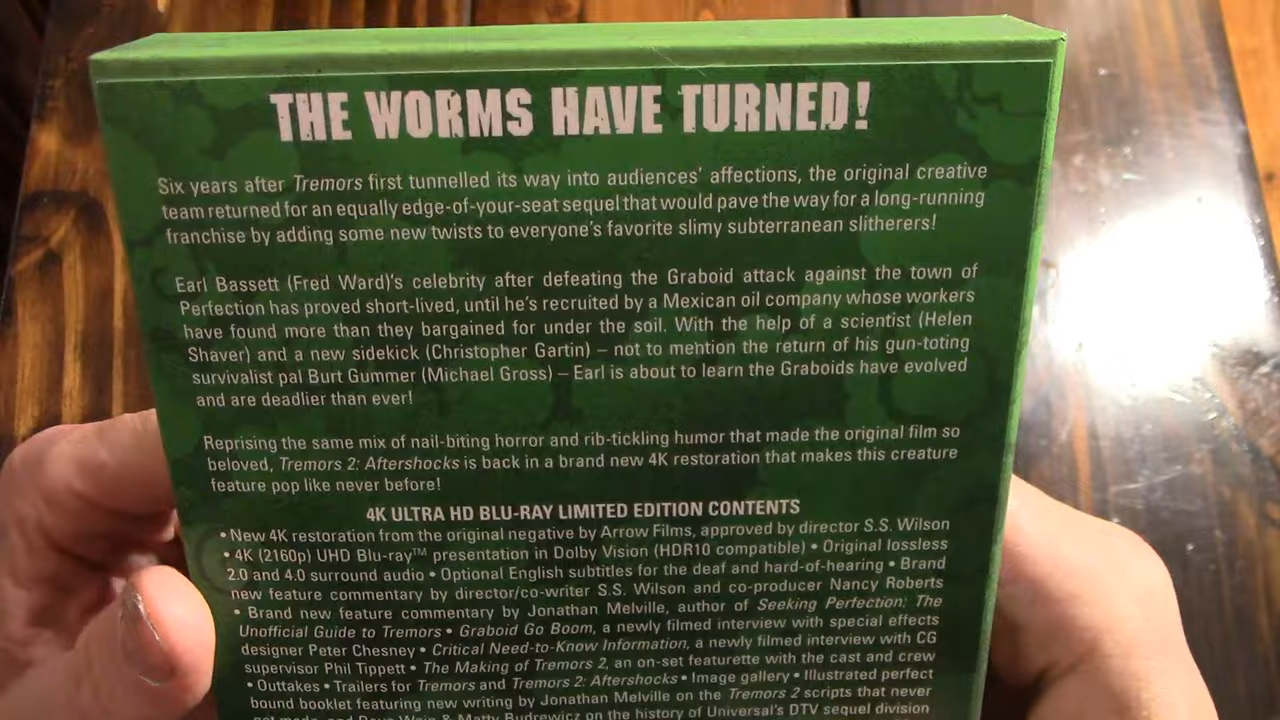 THE WORMS HAVE TURNED!
Six years after Tremors first tunnelled its way into audiences' affections, the original creative
team returned for an equally edge-of-your-seat sequel that would pave the way for a long-running
franchise by adding some new twists to everyone's favorite slimy subterranean slitherers!
Earl Bassett (Fred Ward)'s celebrity after defeating the Graboid attack against the town of
Perfection has proved short-lived, until he's recruited by a Mexican oil company whose workers
have found more than they bargained for under the soil. With the help of a scientist (Helen
Shaver) and a new sidekick (Christopher Gartin) – not to mention the return of his gun-toting
survivalist pal Burt Gummer (Michael Gross) – Earl is about to learn the Graboids have evolved
and are deadlier than ever!
Reprising the same mix of nail-biting horror and rib-tickling humor that made the original film so
beloved, Tremors 2: Aftershocks is back in a brand new 4K restoration that makes this creature
feature pop like never before!
4K ULTRA HD BLU-RAY LIMITED EDITION CONTENTS
• New 4K restoration from the original negative by Arrow Films, approved by director S.S. Wilson
• 4K (2160p) UHD Blu-ray™ presentation in Dolby Vision (HDR10 compatible) • Original lossless
2.0 and 4.0 surround audio • Optional English subtitles for the deaf and hard-of-hearing • Brand
new feature commentary by director/co-writer S.S. Wilson and co-producer Nancy Roberts
• Brand new feature commentary by Jonathan Melville, author of Seeking Perfection: The
Unofficial Guide to Tremors • Graboid Go Boom, a newly filmed interview with special effects
designer Peter Chesney • Critical Need-to-Know Information, a newly filmed interview with CG
supervisor Phil Tippett • The Making of Tremors 2, an on-set featurette with the cast and crew
• Outtakes • Trailers for Tremors and Tremors 2: Aftershocks • Image gallery • Illustrated perfect
bound booklet featuring new writing by Jonathan Melville on the Tremors 2 scripts that never
got made, and Dave Wain & Matty Budrewicz on the history of Universal's DTV sequel division